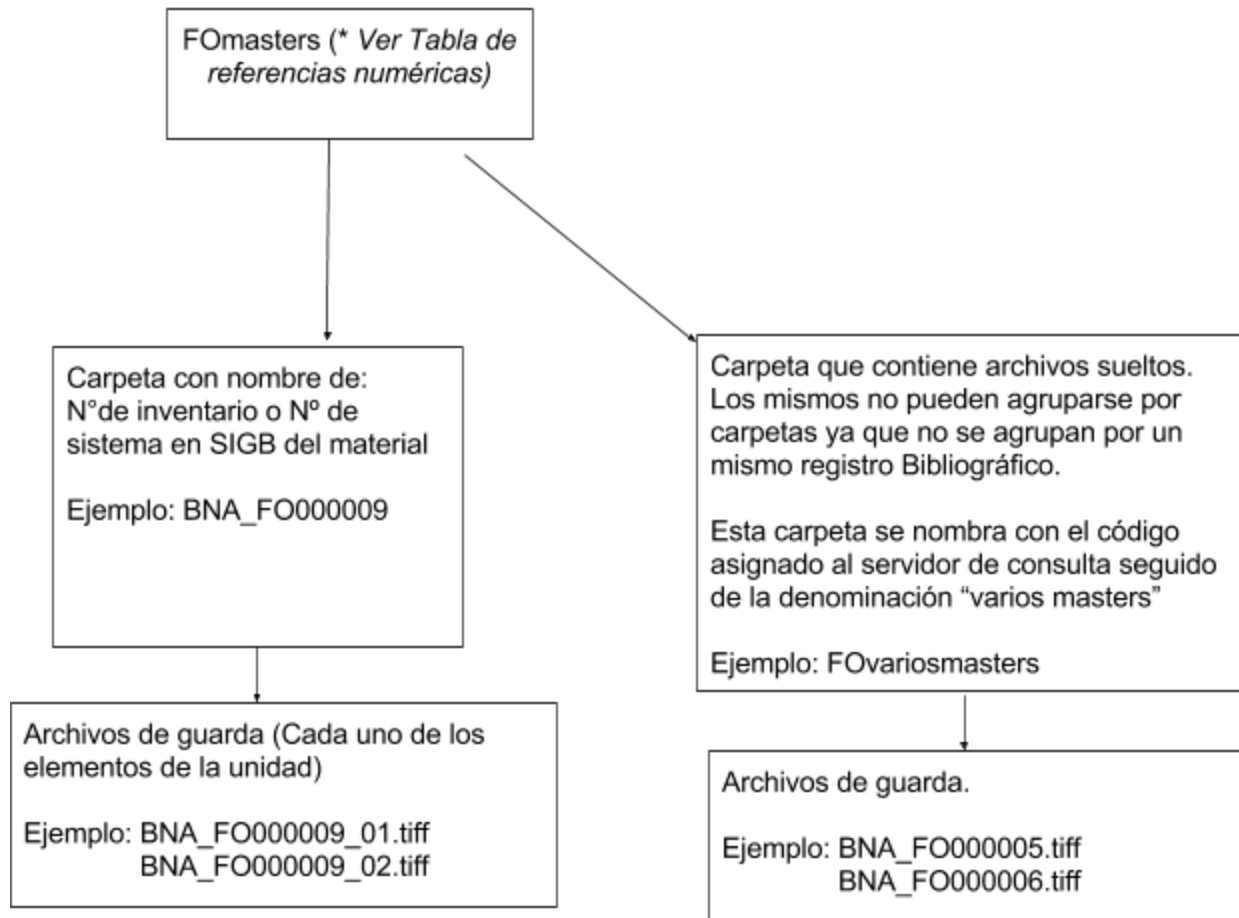 FOmasters (* Ver Tabla de
referencias numéricas)
Carpeta con nombre de:
N°de inventario o Nº de
sistema en SIGB del material
Ejemplo: BNA_FO000009
Archivos de guarda (Cada uno de los
elementos de la unidad)
Ejemplo: BNA_FO000009_01.tiff
BNA_FO000009_02.tiff
Carpeta que contiene archivos sueltos.
Los mismos no pueden agruparse por
carpetas ya que no se agrupan por un
mismo registro Bibliográfico.
Esta carpeta se nombra con el código
asignado al servidor de consulta seguido
de la denominación “varios masters”
Ejemplo: FOvariosmasters
Archivos de guarda.
Ejemplo: BNA_FO000005.tiff
BNA_FO000006.tiff